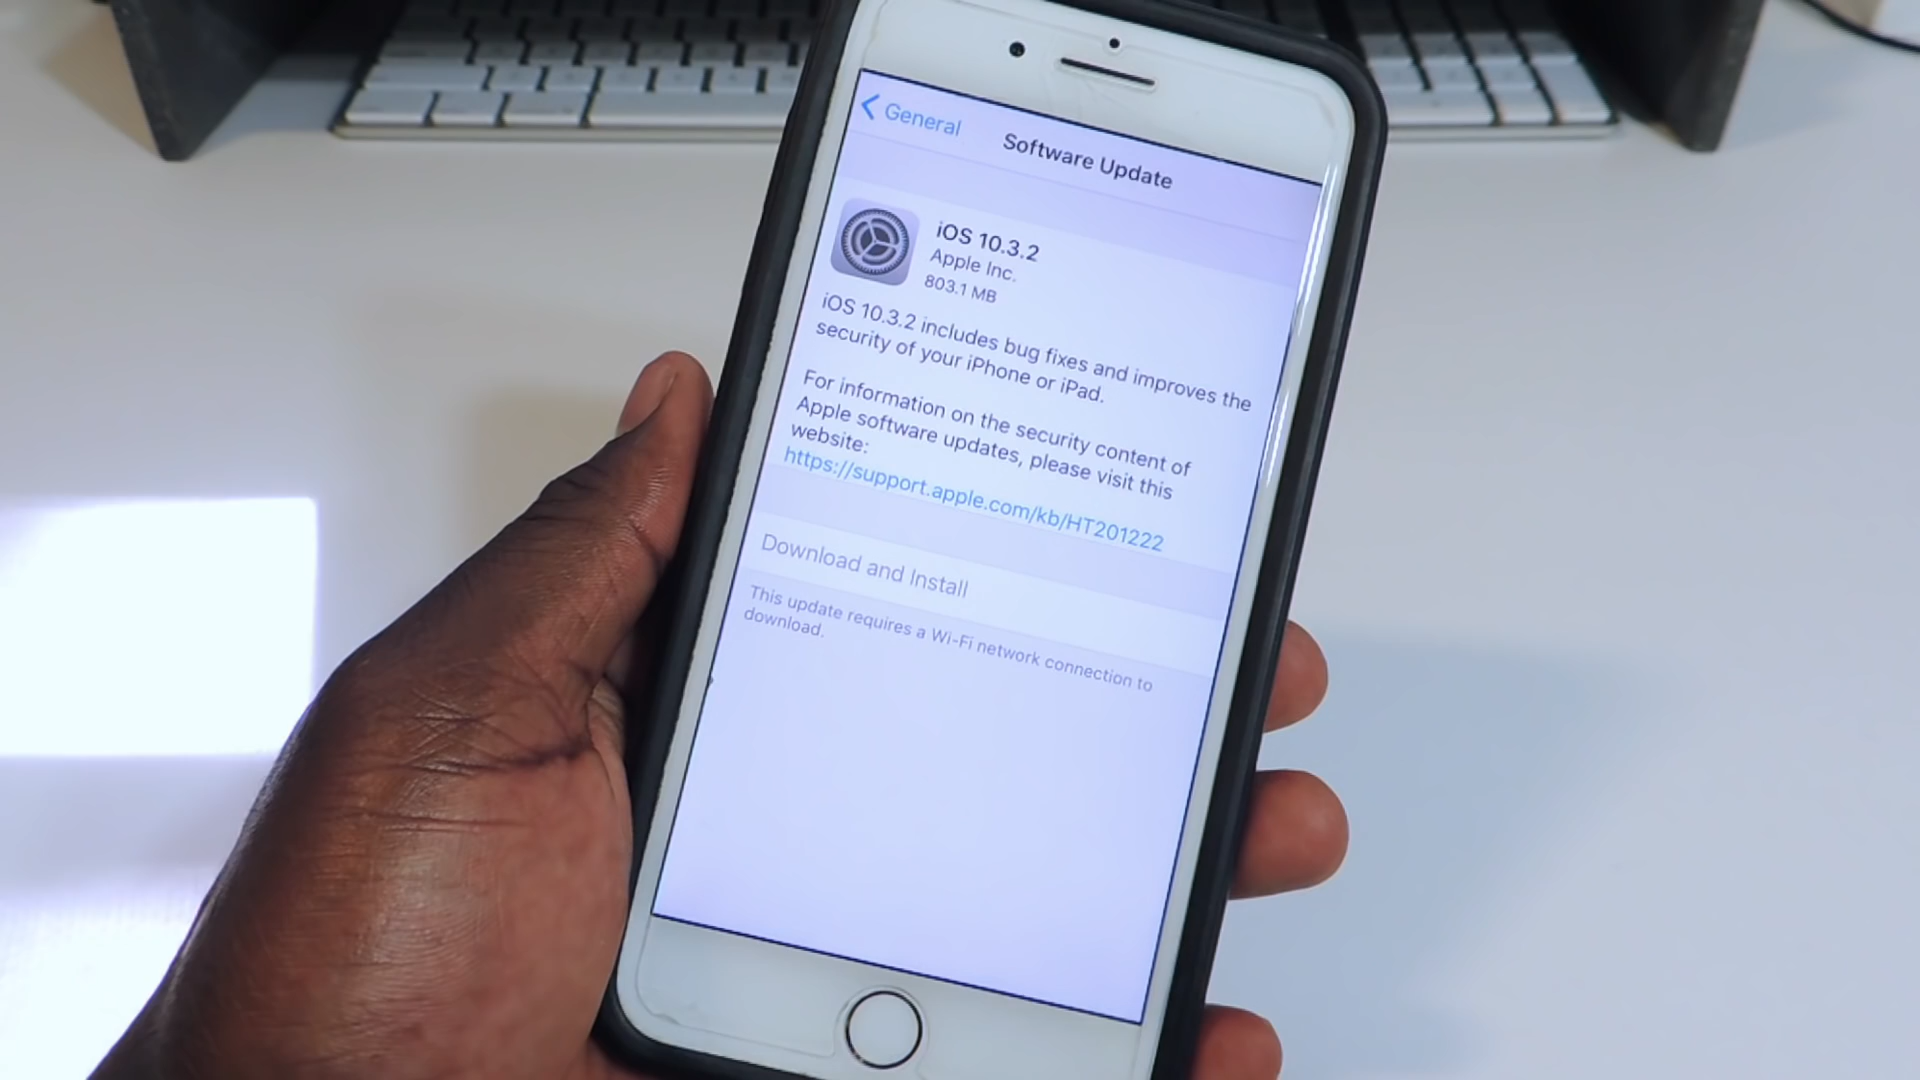 General
Software Update
iOS 10.3.2
Apple Inc.
803.1 MB
iOS 10.3.2 includes bug fixes and improves the
security of your iPhone or iPad.
For information on the security content of
Apple software updates, please visit this
website:
https://support.apple.com/kb/HT201222
Download and Install
This update requires a Wi-Fi network connection to
download.